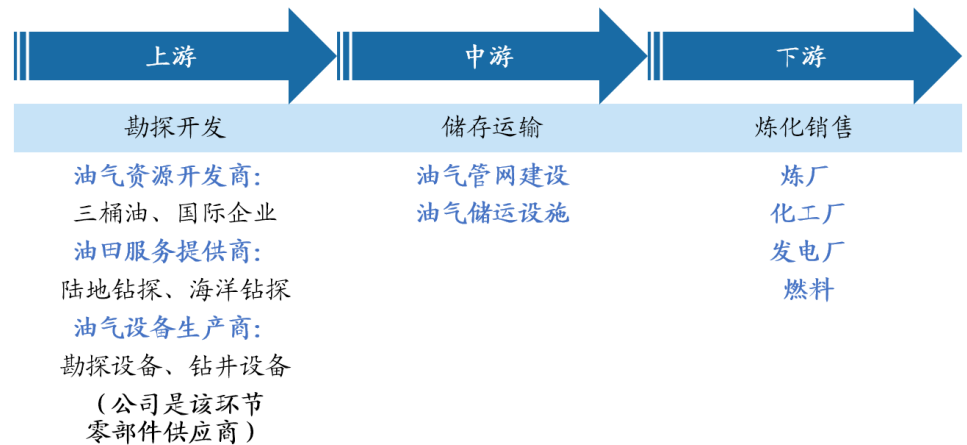 上游
中游
下游
勘探开发
储存运输
炼化销售
油气资源开发商：
三桶油、国际企业
油田服务提供商：
陆地钻探、海洋钻探
油气设备生产商：
勘探设备、钻井设备
（公司是该环节
零部件供应商）
油气管网建设
油气储运设施
炼厂
化工厂
发电厂
燃料